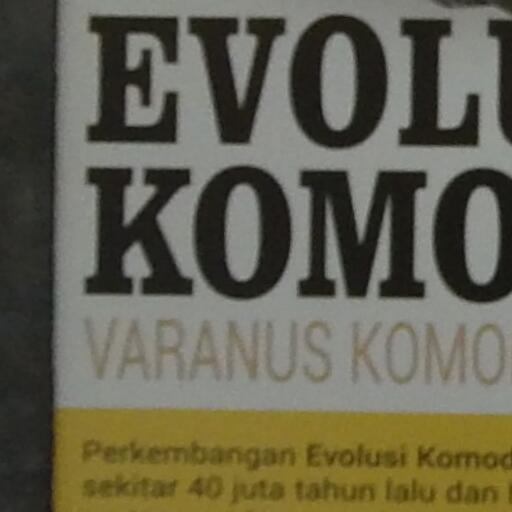 EVOLU
KOMO
VARANUS KOMO
Perkembangan Evolusi Komod
sekitar 40 juta tahun lalu dan